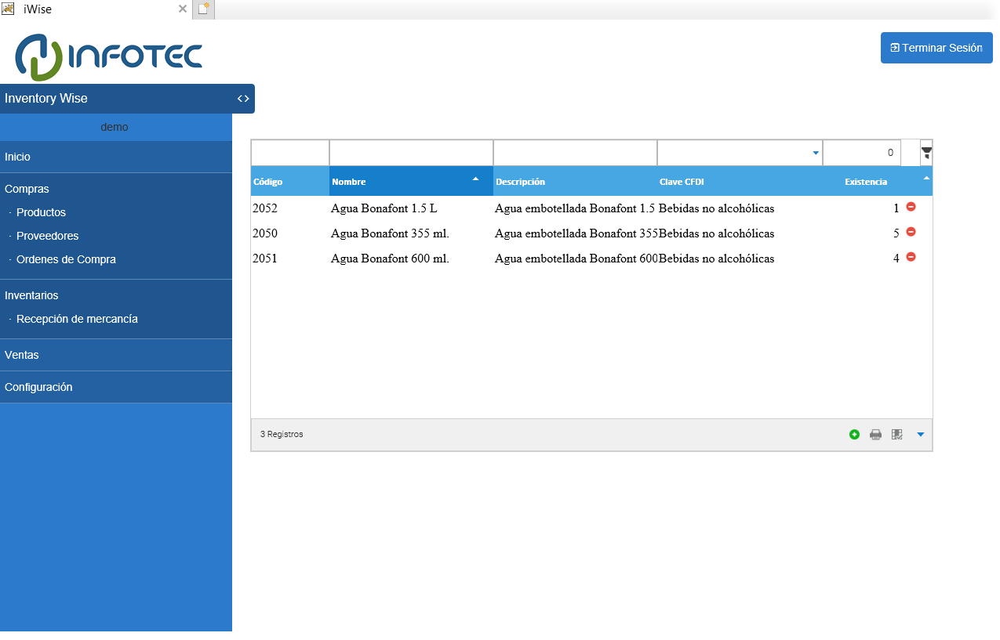 iWise
INFOTEC
Terminar Sesión
Inventory Wise
demo
Inicio
Compras
· Productos
· Proveedores
· Ordenes de Compra
Inventarios
· Recepción de mercancía
Ventas
Configuración
0
Código Nombre Descripción Clave CFDI Existencia
2052 Agua Bonafont 1.5 L Agua embotellada Bonafont 1.5 Bebidas no alcohólicas 1
2050 Agua Bonafont 355 ml. Agua embotellada Bonafont 355 Bebidas no alcohólicas 5
2051 Agua Bonafont 600 ml. Agua embotellada Bonafont 600 Bebidas no alcohólicas 4
3 Registros